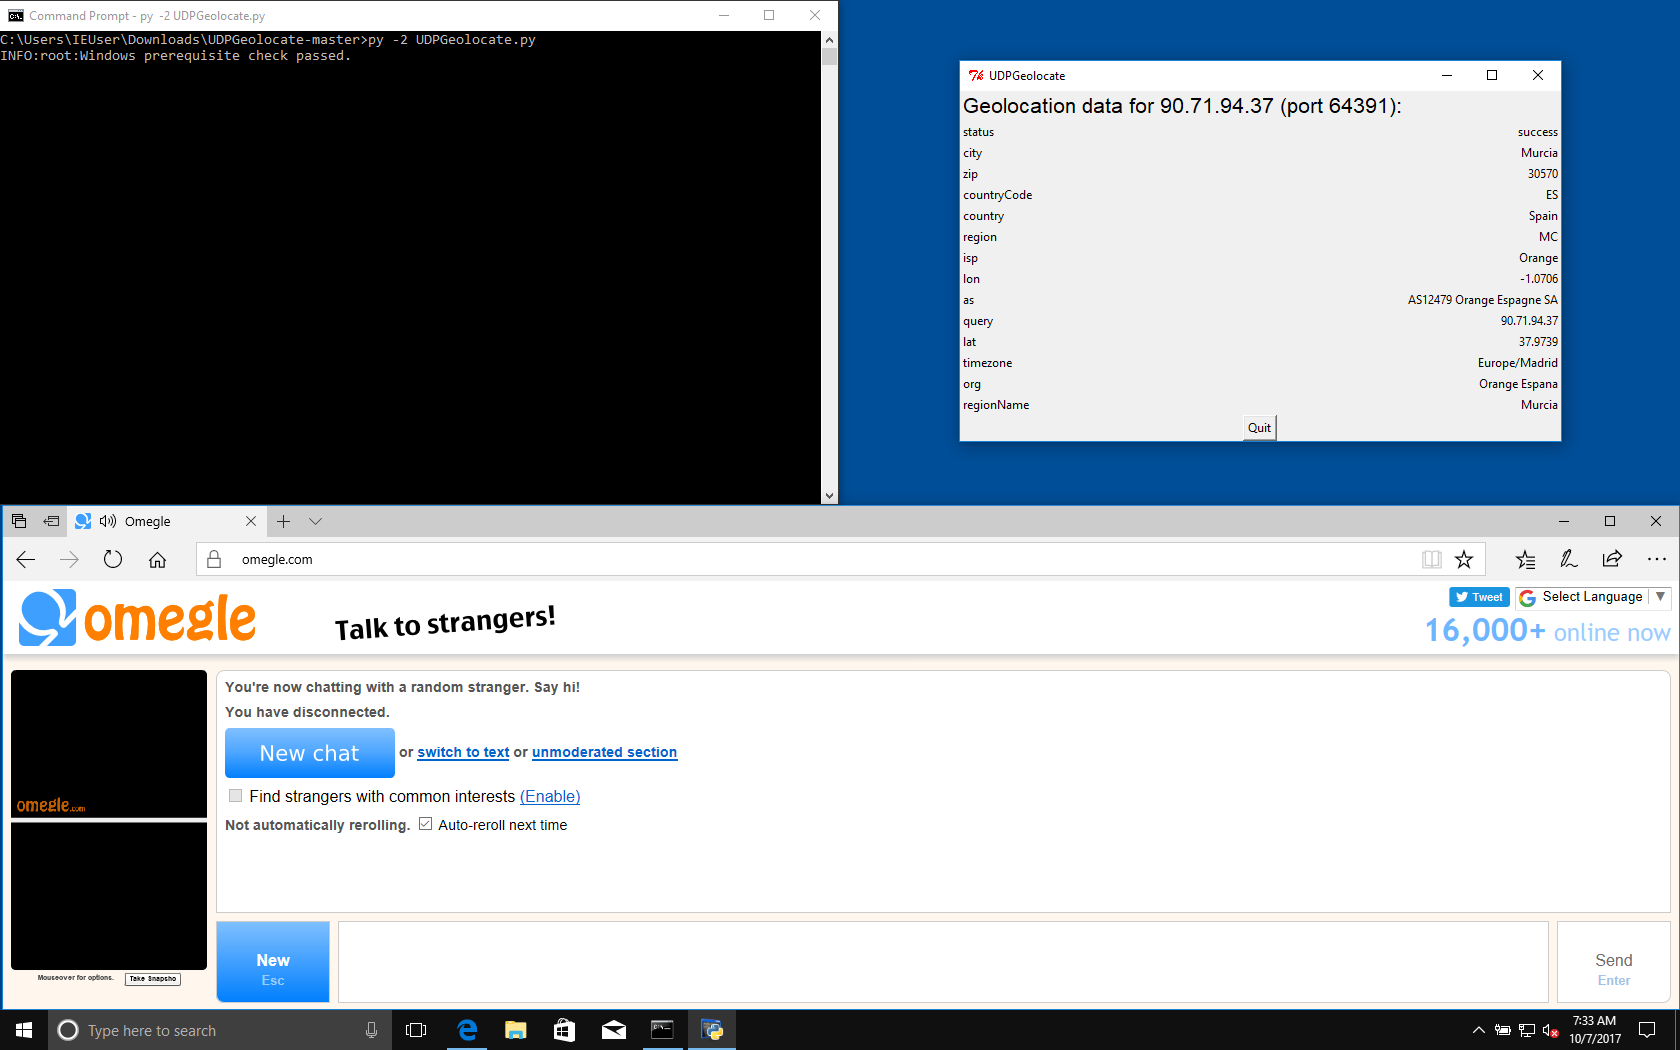 Command Prompt - py  -2 UDPGeolocate.py
C:\Users\IEUser\Downloads\UDPGeolocate-master>py -2 UDPGeolocate.py
INFO:root:Windows prerequisite check passed.
UDPGeolocate
Geolocation data for 90.71.94.37 (port 64391):
status success
city Murcia
zip 30570
countryCode ES
country Spain
region MC
isp Orange
lon -1.0706
as AS12479 Orange Espagne SA
query 90.71.94.37
lat 37.9739
timezone Europe/Madrid
org Orange Espana
regionName Murcia
Quit
Omegle
omegle.com
omegle
Talk to strangers!
Tweet
Select Language
16,000+ online now
omegle.com
You're now chatting with a random stranger. Say hi!
You have disconnected.
New chat or switch to text or unmoderated section
Find strangers with common interests (Enable)
Not automatically rerolling. Auto-reroll next time
Mouseover for options. Take Snapsho
New
Esc
Send
Enter
Type here to search
7:33 AM
10/7/2017